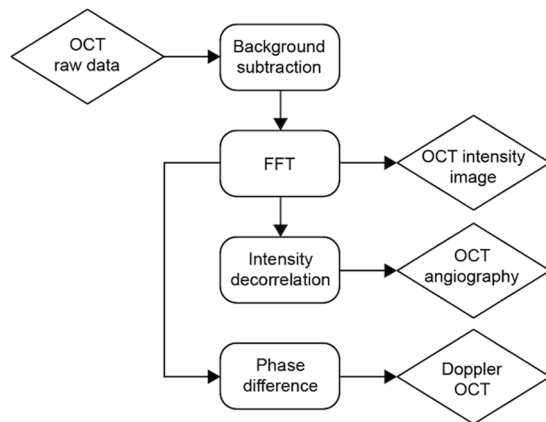 OCT
raw data
Background
subtraction
FFT
OCT intensity
image
Intensity
decorrelation
OCT
angiography
Phase
difference
Doppler
OCT